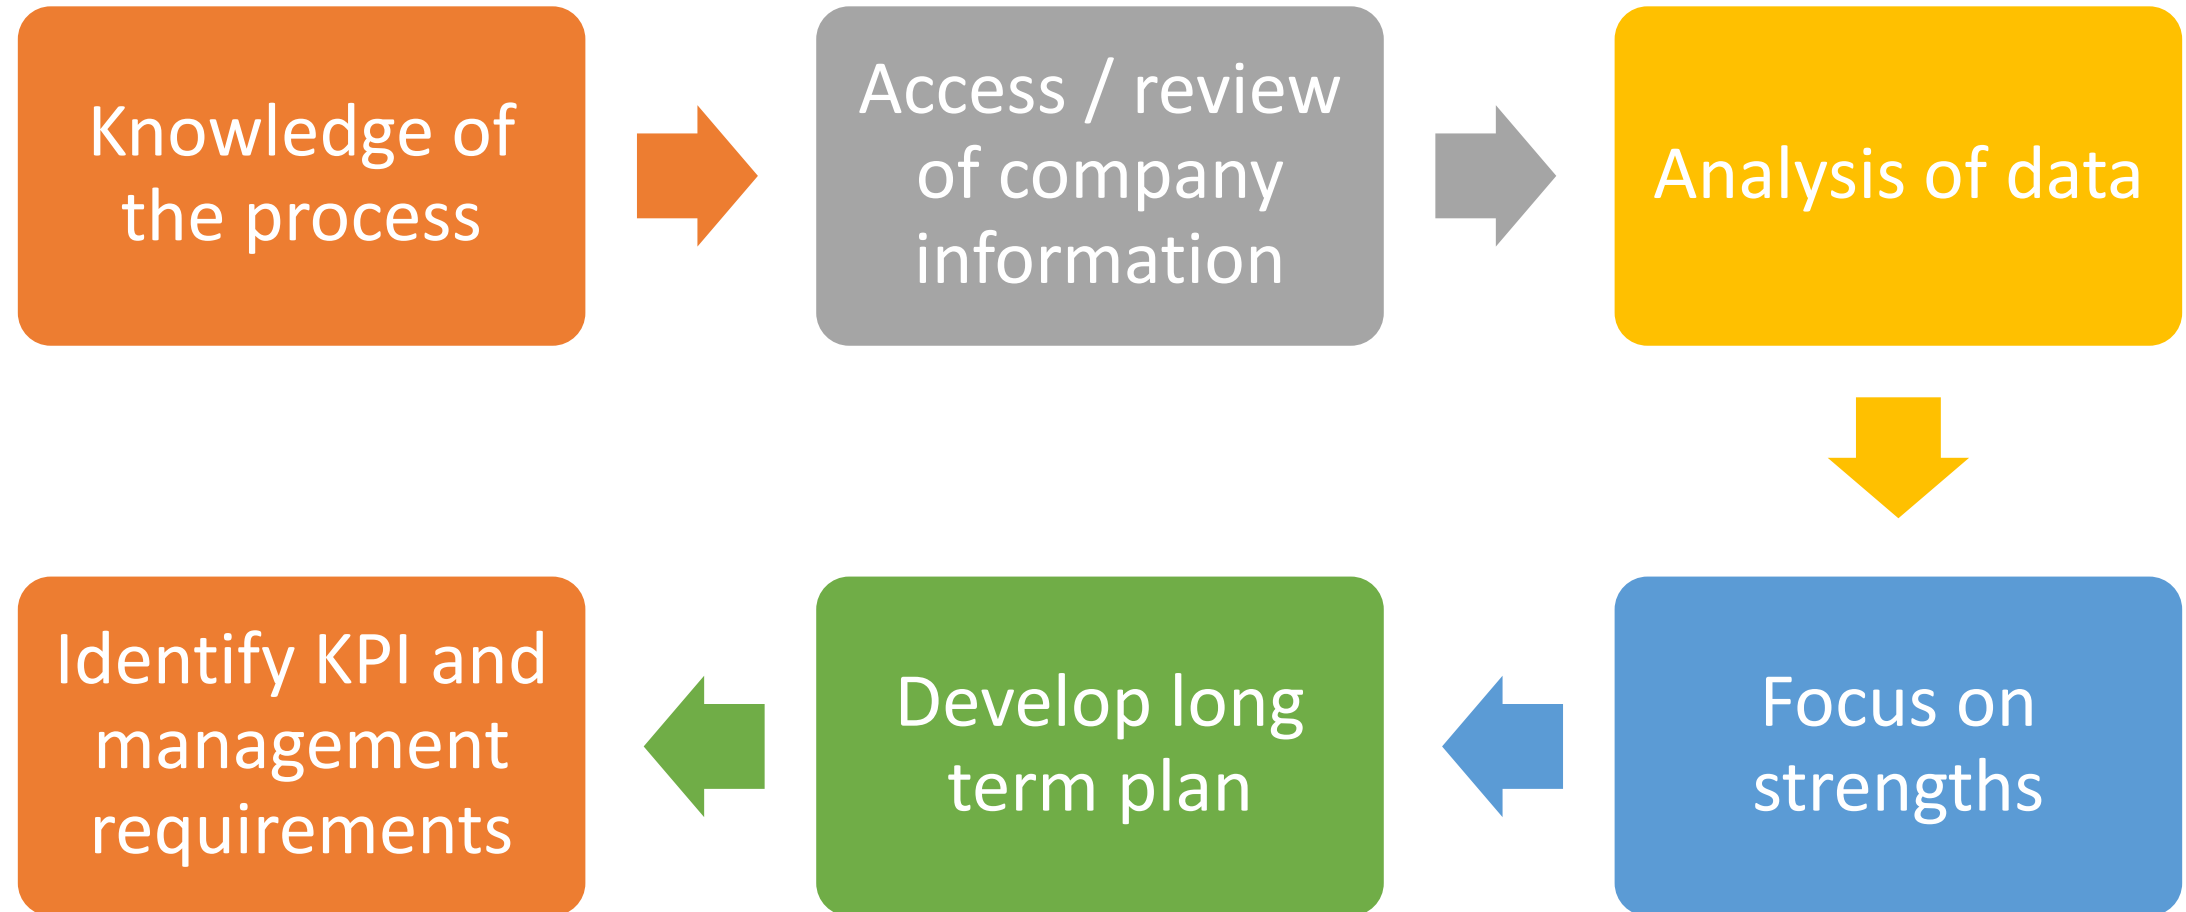 Knowledge of
the process
Access / review
of company
information
Analysis of data
Focus on
strengths
Develop long
term plan
Identify KPI and
management
requirements